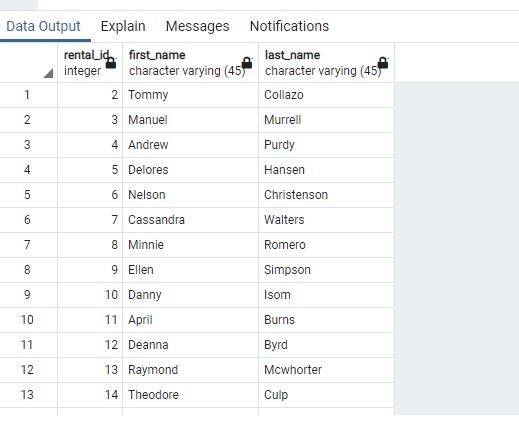 Data Output Explain Messages Notifications
rental_id first_name last_name
integer character varying (45) character varying (45)
1 2 Tommy Collazo
2 3 Manuel Murrell
3 4 Andrew Purdy
4 5 Delores Hansen
5 6 Nelson Christenson
6 7 Cassandra Walters
7 8 Minnie Romero
8 9 Ellen Simpson
9 10 Danny Isom
10 11 April Burns
11 12 Deanna Byrd
12 13 Raymond Mcwhorter
13 14 Theodore Culp